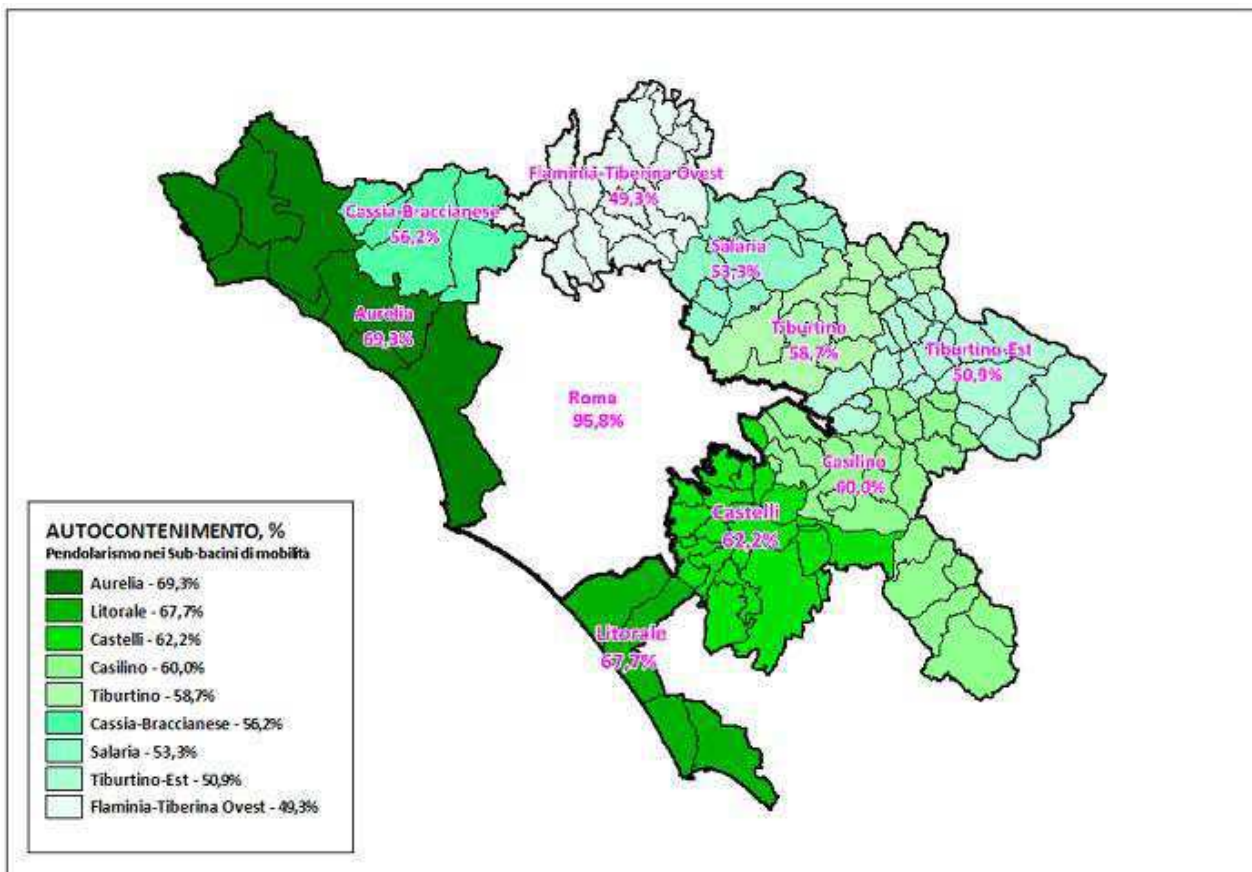 Flaminia-Tiberina Ovest
49,3%
Cassia-Braccianese
56,2%
Salaria
53,3%
Aurelia
69,3%
Tiburtino
58,7%
Tiburtino-Est
50,9%
Roma
95,8%
Casilino
60,0%
Castelli
62,2%
Litorale
67,7%
AUTOCONTENIMENTO, %
Pendolarismo nei Sub-bacini di mobilità
Aurelia - 69,3%
Litorale - 67,7%
Castelli - 62,2%
Casilino - 60,0%
Tiburtino - 58,7%
Cassia-Braccianese - 56,2%
Salaria - 53,3%
Tiburtino-Est - 50,9%
Flaminia-Tiberina Ovest - 49,3%